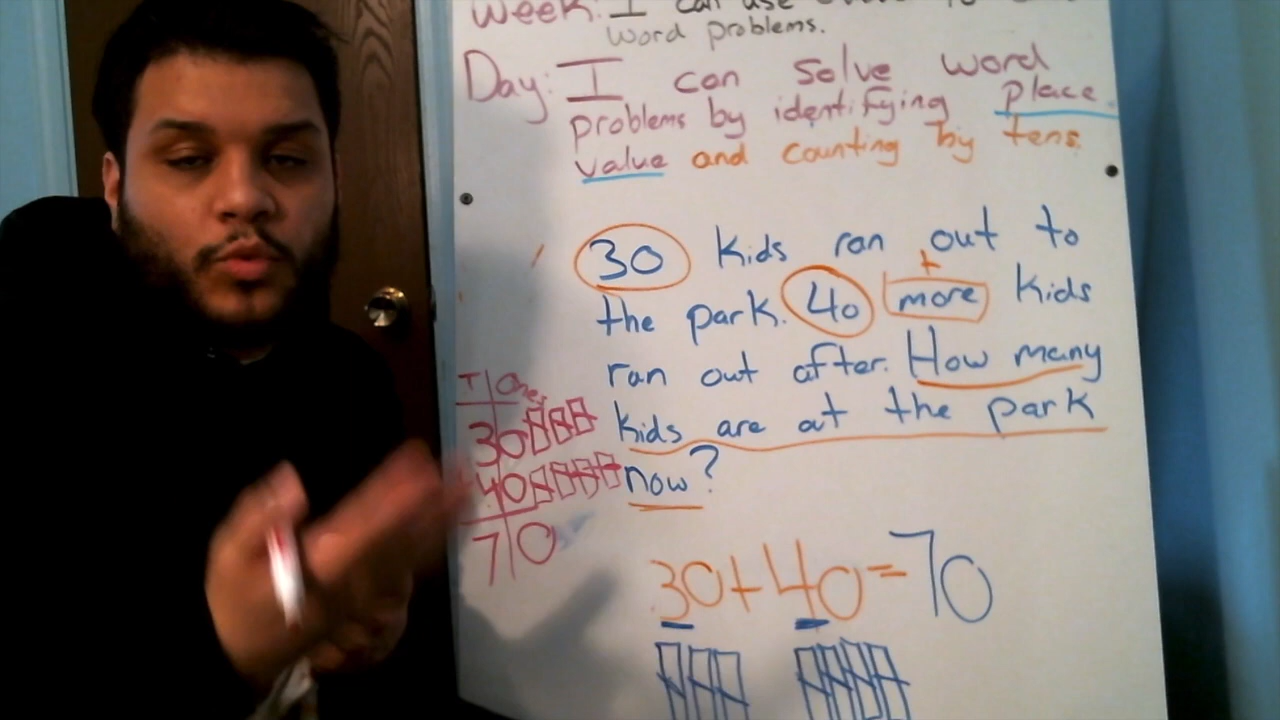 Week: I can use
word problems.
Day: I can solve word
problems by identifying place
value and counting by tens.
30 kids ran out to
+
the park. 40 more kids
ran out after. How many
kids are at the park
now?
T Ones
30
40
70
30+40=70